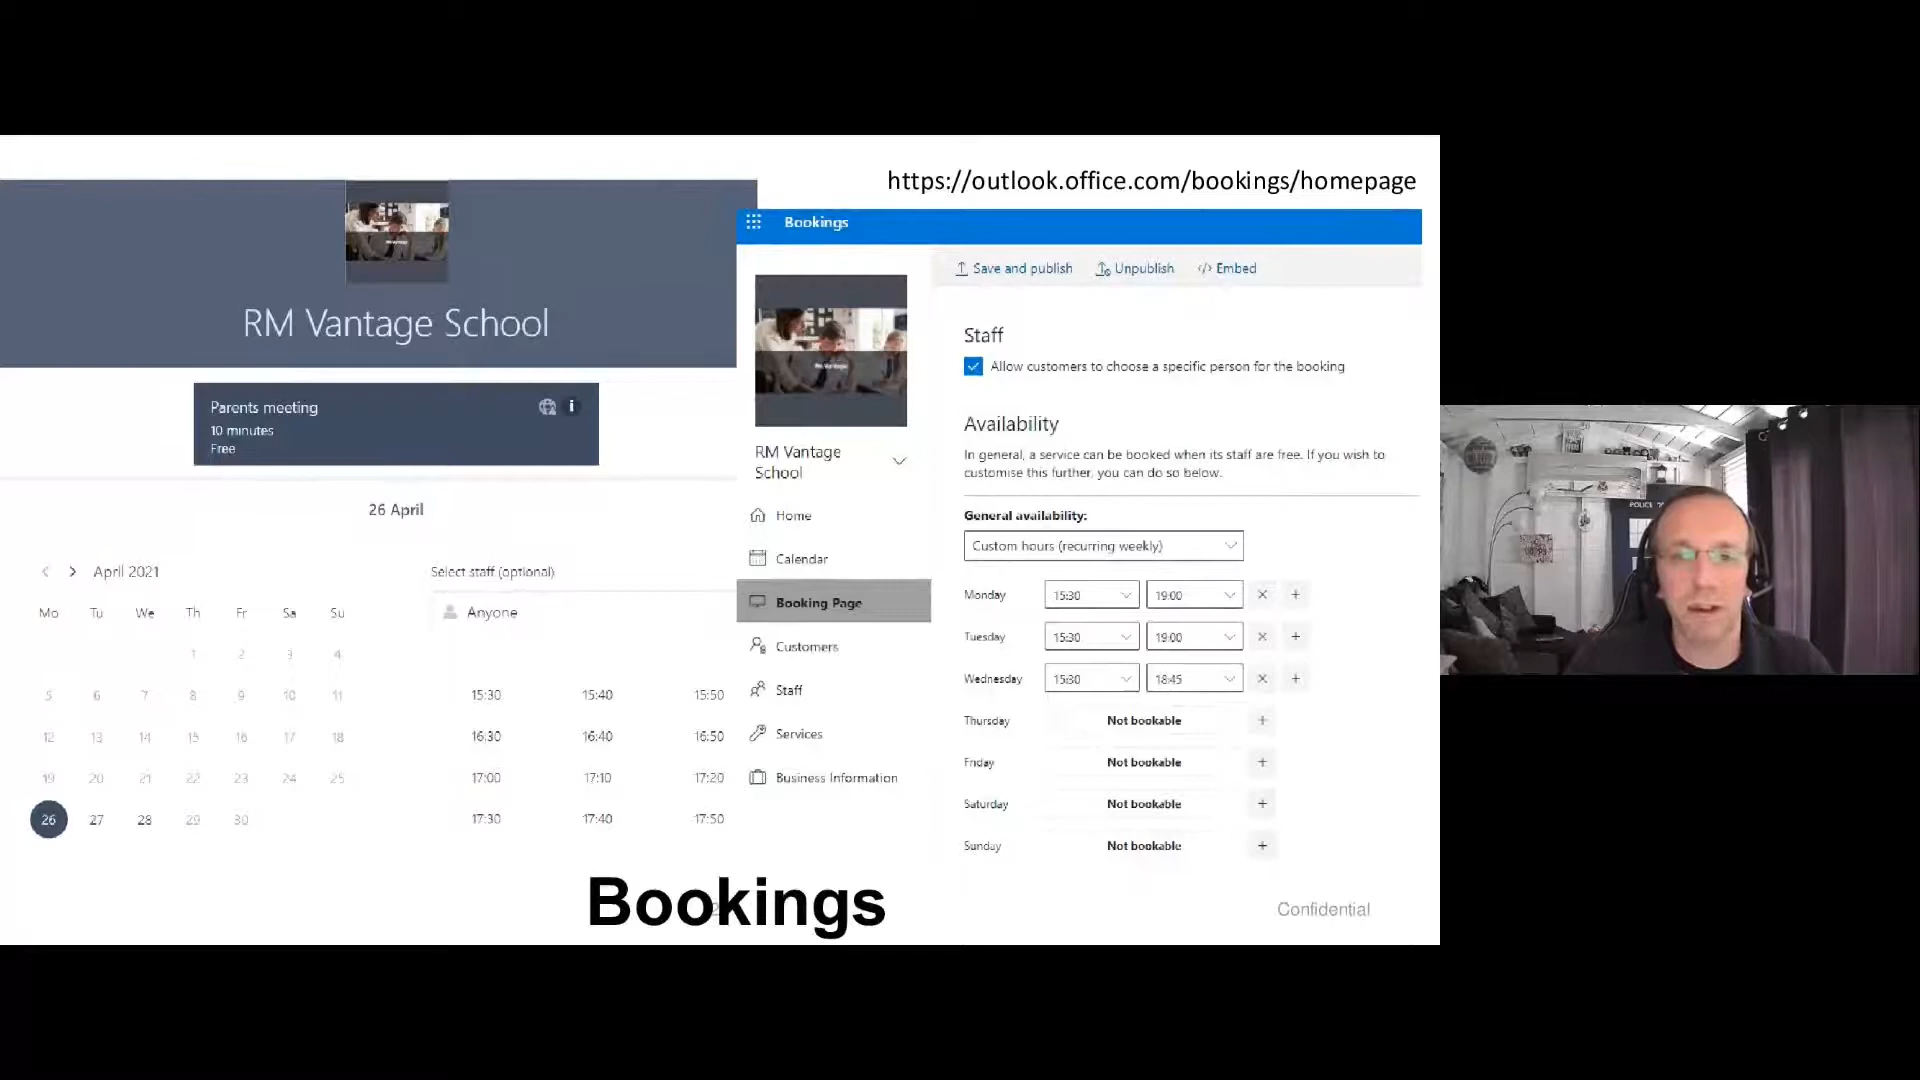 https://outlook.office.com/bookings/homepage
RM Vantage School
Parents meeting
10 minutes
Free
26 April
April 2021
Mo Tu We Th Fr Sa Su
1 2 3 4
5 6 7 8 9 10 11
12 13 14 15 16 17 18
19 20 21 22 23 24 25
26 27 28 29 30
Select staff (optional)
Anyone
15:30 15:40 15:50
16:30 16:40 16:50
17:00 17:10 17:20
17:30 17:40 17:50
Bookings
RM Vantage
School
Home
Calendar
Booking Page
Customers
Staff
Services
Business Information
Save and publish Unpublish Embed
Staff
Allow customers to choose a specific person for the booking
Availability
In general, a service can be booked when its staff are free. If you wish to
customise this further, you can do so below.
General availability:
Custom hours (recurring weekly)
Monday 15:30 19:00
Tuesday 15:30 19:00
Wednesday 15:30 18:45
Thursday Not bookable
Friday Not bookable
Saturday Not bookable
Sunday Not bookable
Bookings
Confidential
POLICE